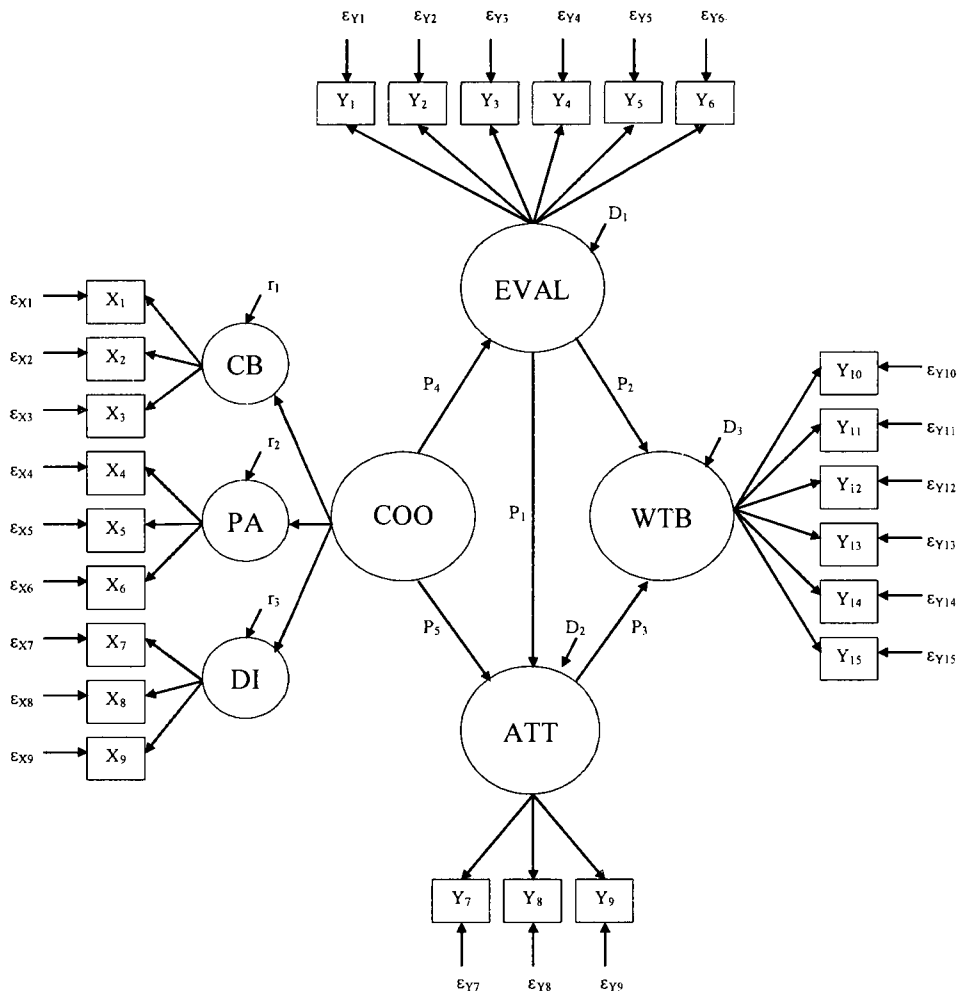 εY1 εY2 εY3 εY4 εY5 εY6
Y1 Y2 Y3 Y4 Y5 Y6
D1
EVAL
r1
εX1 X1
εX2 X2
CB
εX3 X3
P4 P2
Y10 εY10
D3
Y11 εY11
r2
εX4 X4
εX5 X5
PA
COO
P1
WTB
Y12 εY12
Y13 εY13
εX6 X6
Y14 εY14
r3
εX7 X7
P5 D2 P3
Y15 εY15
DI
εX8 X8
εX9 X9
ATT
Y7 Y8 Y9
εY7 εY8 εY9